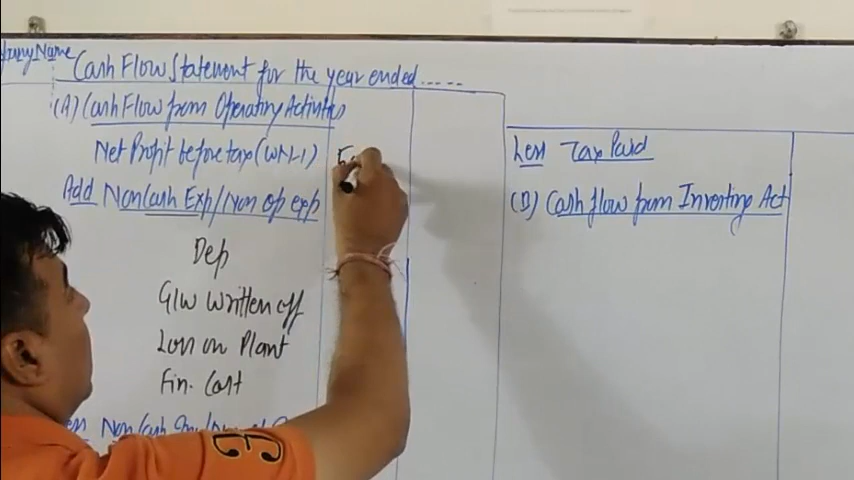 Cash Flow Statement for the year ended.....
(A) Cash Flow from Operating Activities
Net Profit before tax (WN-1)
Add Non Cash Exp/Non op exp
Dep
G/W Written off
Loss on Plant
Fin. Cost
Non Cash
Less Tax Paid
(B) Cash flow from Investing Act